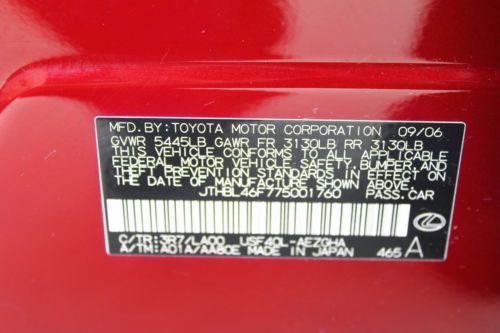 MFD. BY: TOYOTA MOTOR CORPORATION 09/06
GVWR 5445LB GAWR FR 3130LB RR 3130LB
THIS VEHICLE CONFORMS TO ALL APPLICABLE
FEDERAL MOTOR VEHICLE SAFETY, BUMPER, AND
THEFT PREVENTION STANDARDS IN EFFECT ON
THE DATE OF MANUFACTURE SHOWN ABOVE.
JTHBL46F775001760 PASS. CAR
C/TR: 3R7/LA00 USF40L-AEZGHA
A/TM: A01A/AA80E MADE IN JAPAN 465 A